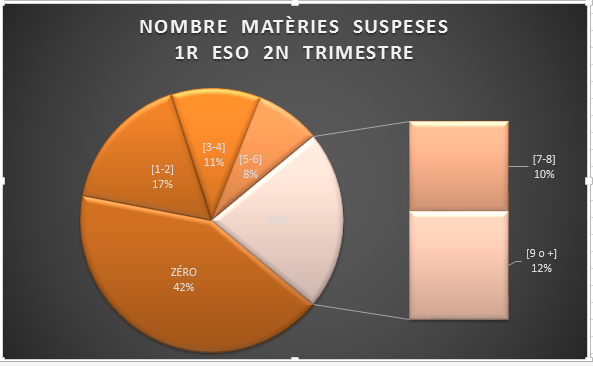 NOMBRE MATÈRIES SUSPESES
1R ESO 2N TRIMESTRE
[3-4]
11%
[5-6]
8%
[1-2]
17%
[7-8]
10%
[9 o +]
12%
ZÉRO
42%